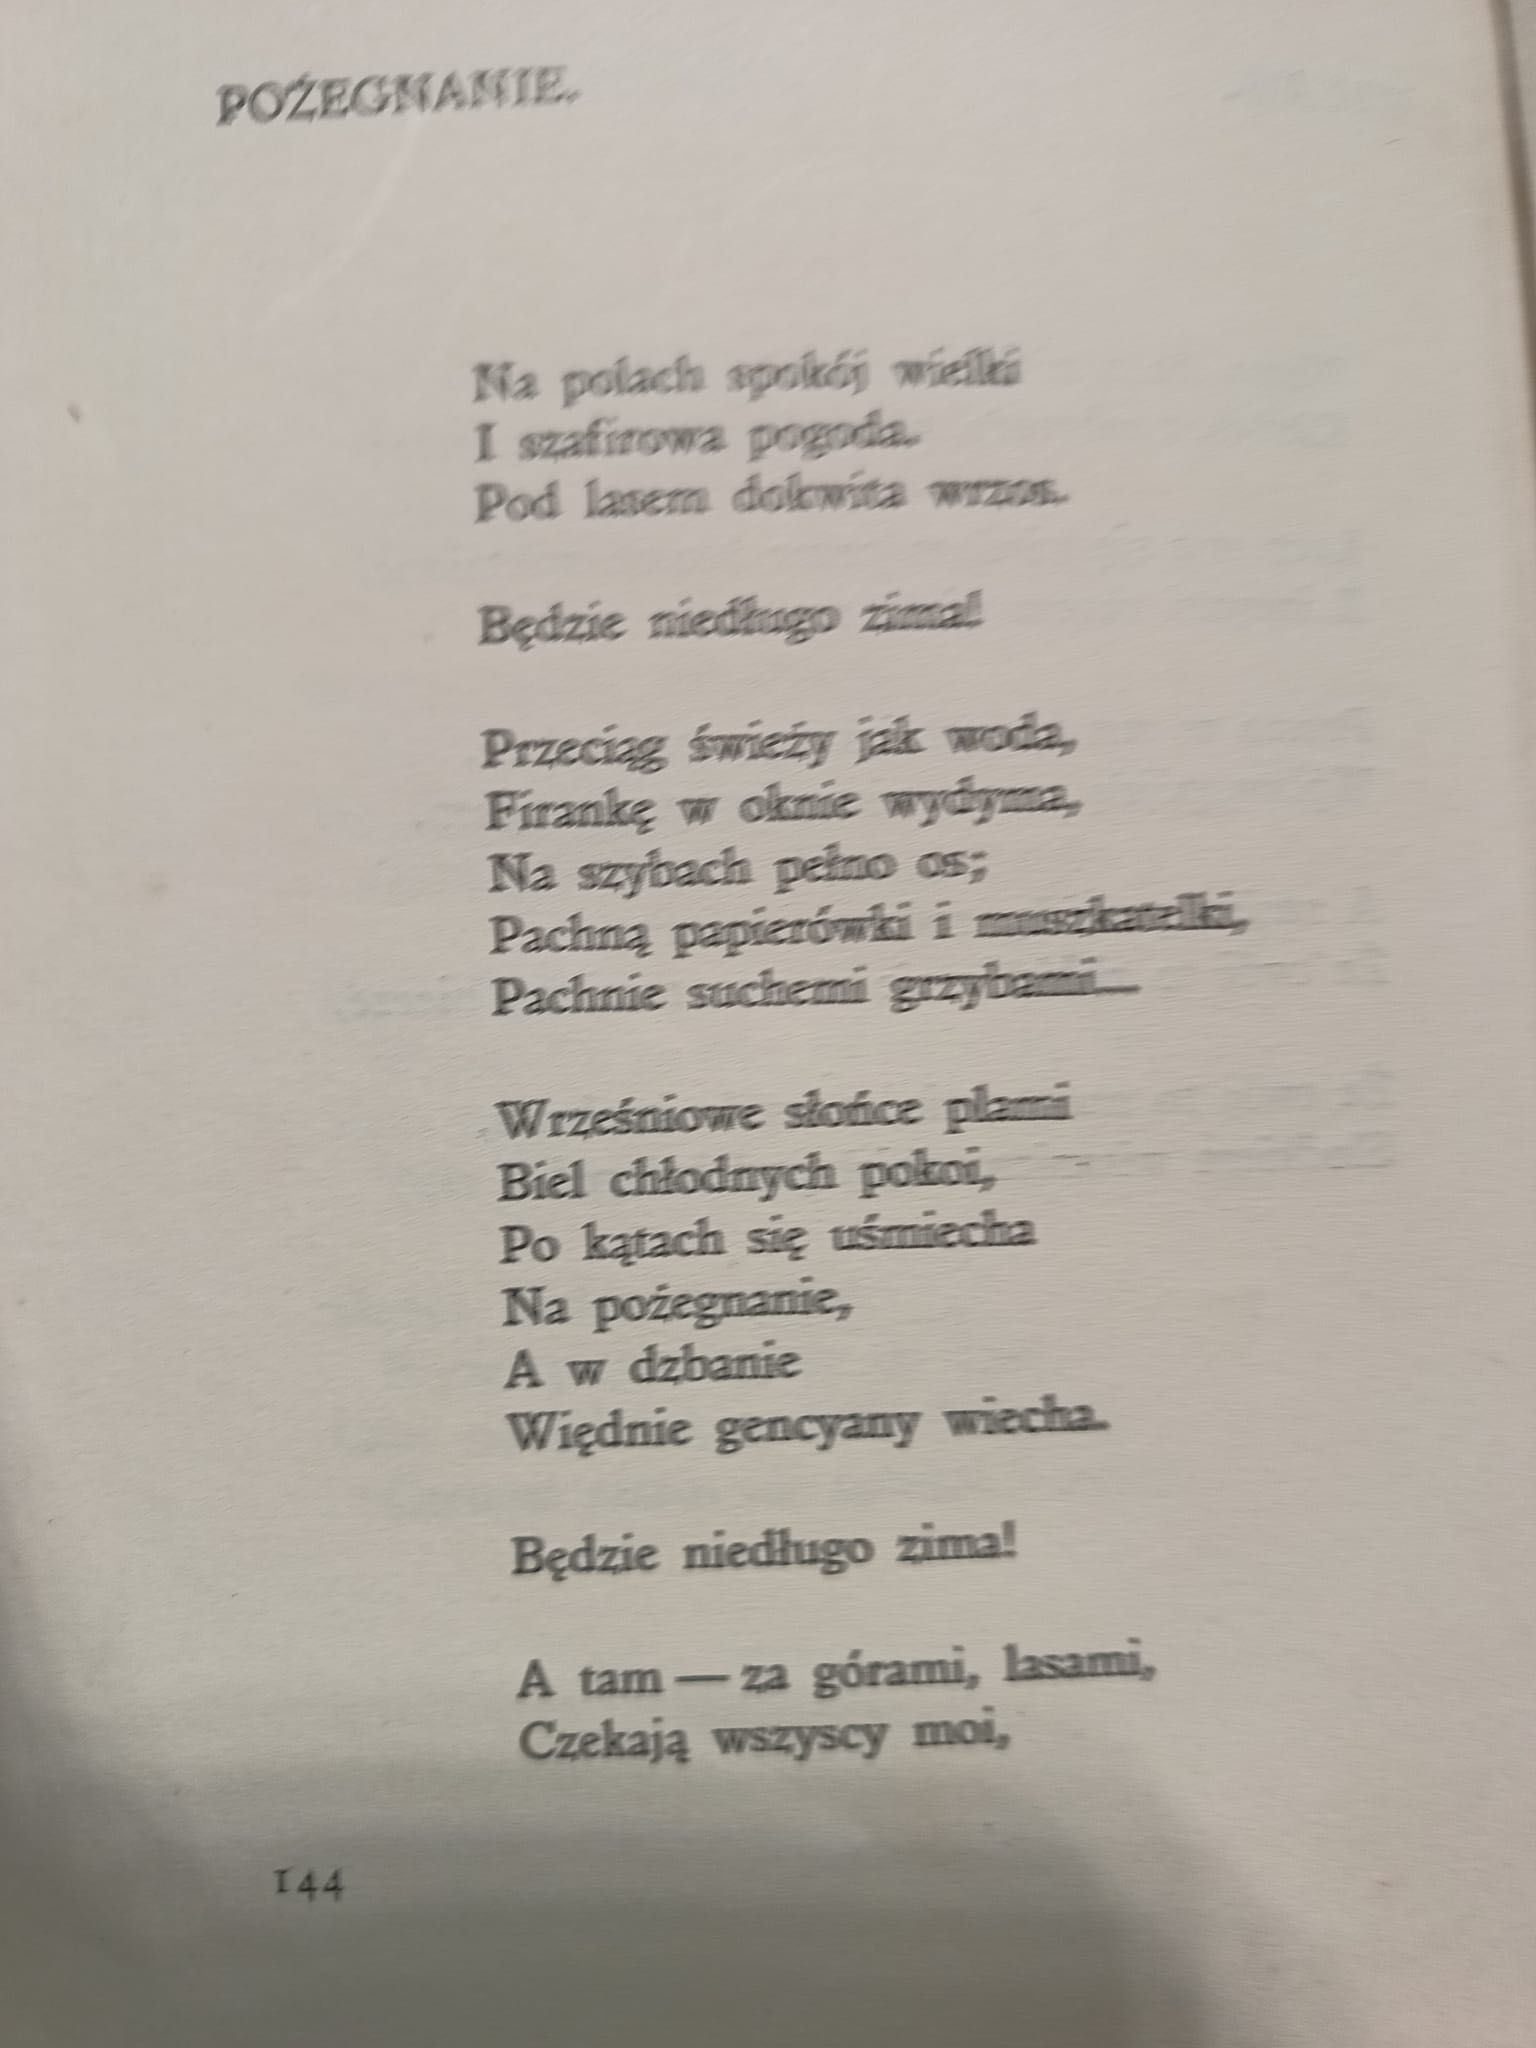 POŻEGNANIE.
Na polach spokój wielki
I szafirowa pogoda.
Pod lasem dokwita wrzos.
Będzie niedługo zima!
Przeciąg świeży jak woda,
Firankę w oknie wydyma,
Na szybach pełno os;
Pachną papierówki i muszkatelki,
Pachnie suchemi grzybami...
Wrześniowe słońce plami
Biel chłodnych pokoi,
Po kątach się uśmiecha
Na pożegnanie,
A w dzbanie
Więdnie gencyany wiecha.
Będzie niedługo zima!
A tam — za górami, lasami,
Czekają wszyscy moi,
144